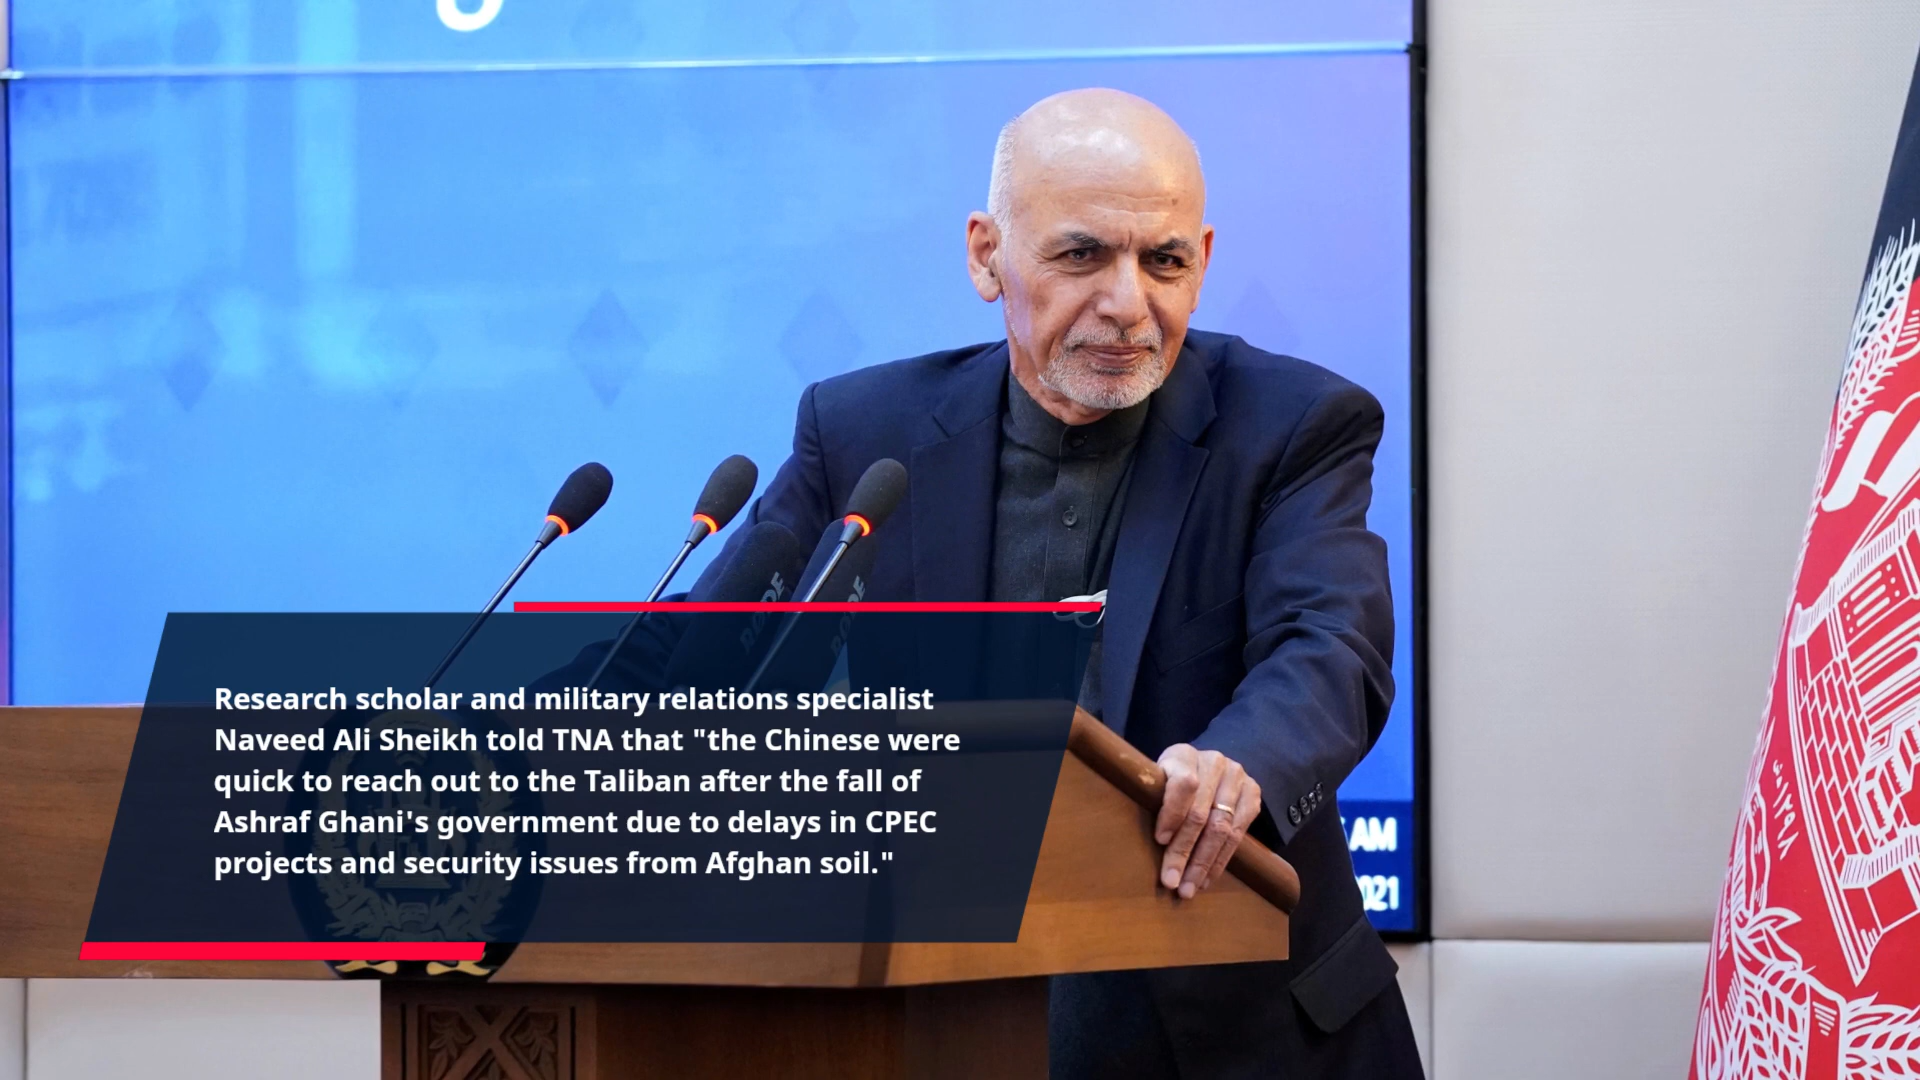 RODE
Research scholar and military relations specialist
Naveed Ali Sheikh told TNA that "the Chinese were
quick to reach out to the Taliban after the fall of
Ashraf Ghani's government due to delays in CPEC
projects and security issues from Afghan soil."
AM
۱۲۹۸